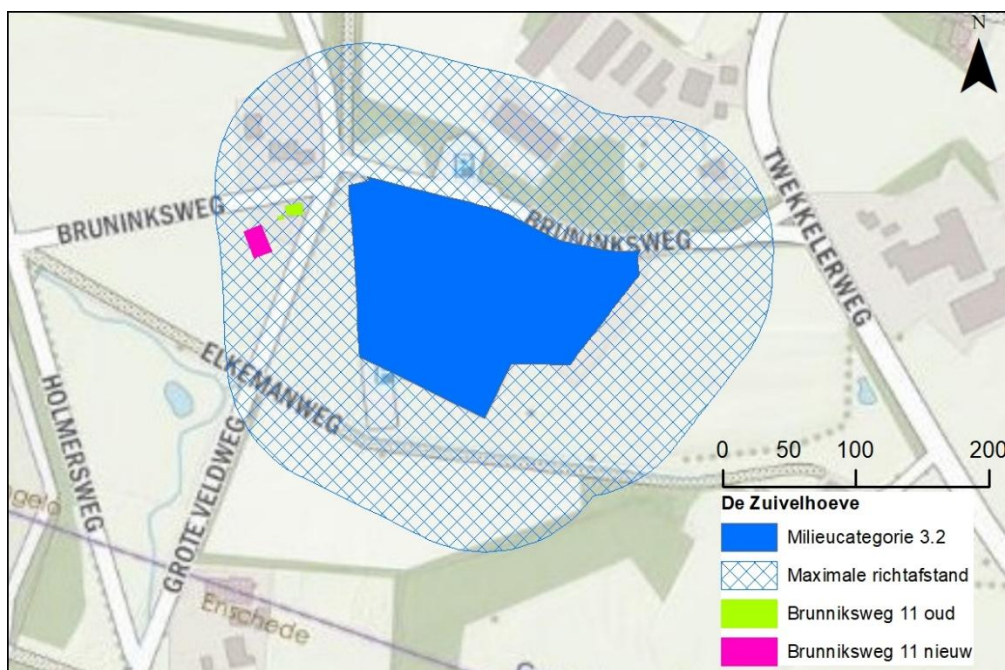 N
BRUNINKSWEG
BRUNINKSWEG
TWEKKELERWEG
ELKEMANWEG
HOLMERSWEG
GROTE VELDWEG
Enschede
0 50 100 200
De Zuivelhoeve
Milieucategorie 3.2
Maximale richtafstand
Brunniksweg 11 oud
Brunniksweg 11 nieuw